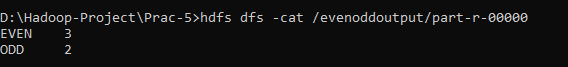 D:\Hadoop-Project\Prac-5>hdfs dfs -cat /evenoddoutput/part-r-00000
EVEN    3
ODD     2